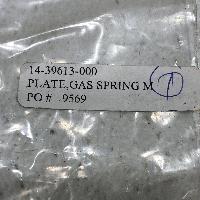 14-39613-000
PLATE,GAS SPRING M
PO # .9569
1